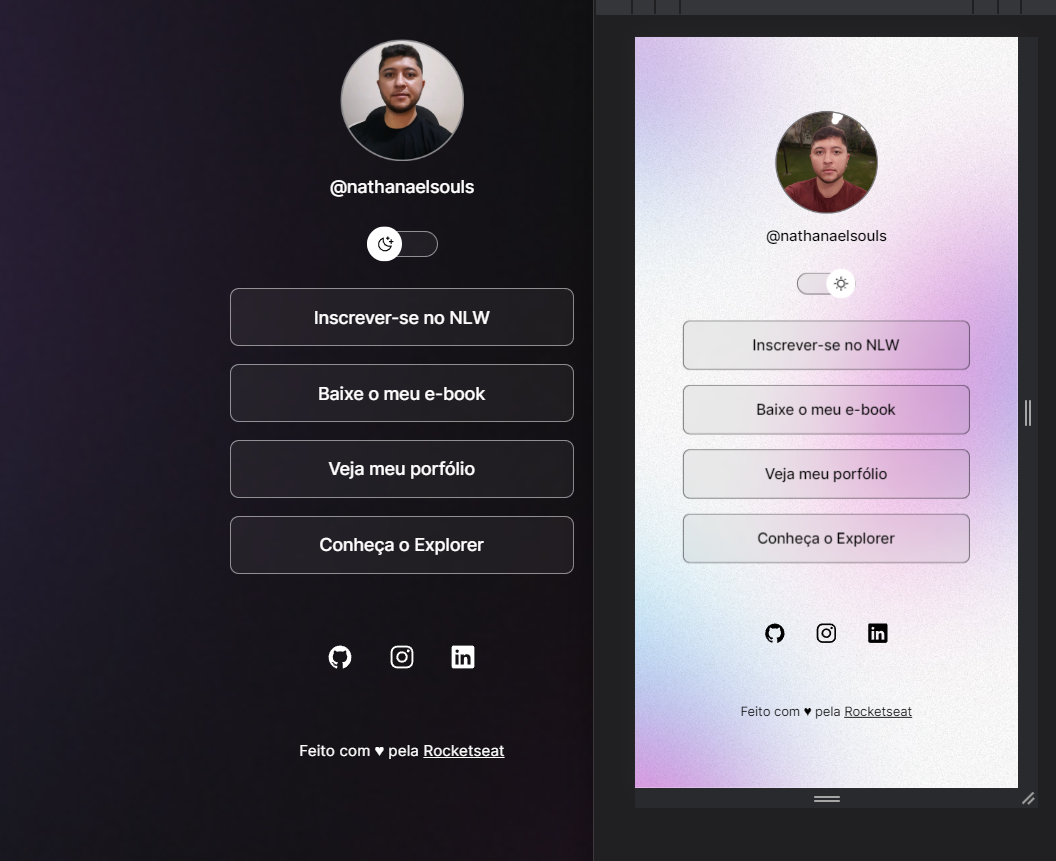 @nathanaelsouls
Inscrever-se no NLW
Baixe o meu e-book
Veja meu porfólio
Conheça o Explorer
Feito com ♥ pela Rocketseat
@nathanaelsouls
Inscrever-se no NLW
Baixe o meu e-book
Veja meu porfólio
Conheça o Explorer
Feito com ♥ pela Rocketseat